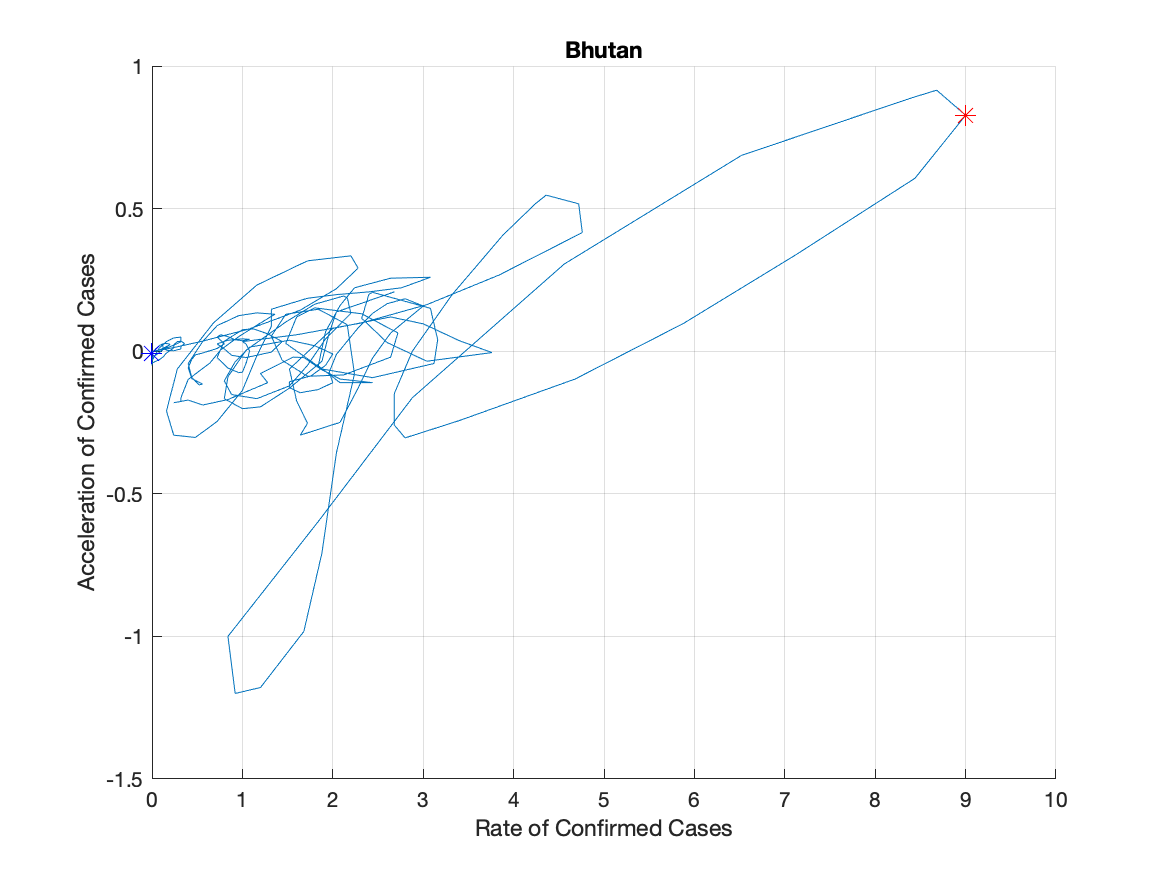 Bhutan
1
0.5
0
-0.5
-1
-1.5
Acceleration of Confirmed Cases
0 1 2 3 4 5 6 7 8 9 10
Rate of Confirmed Cases